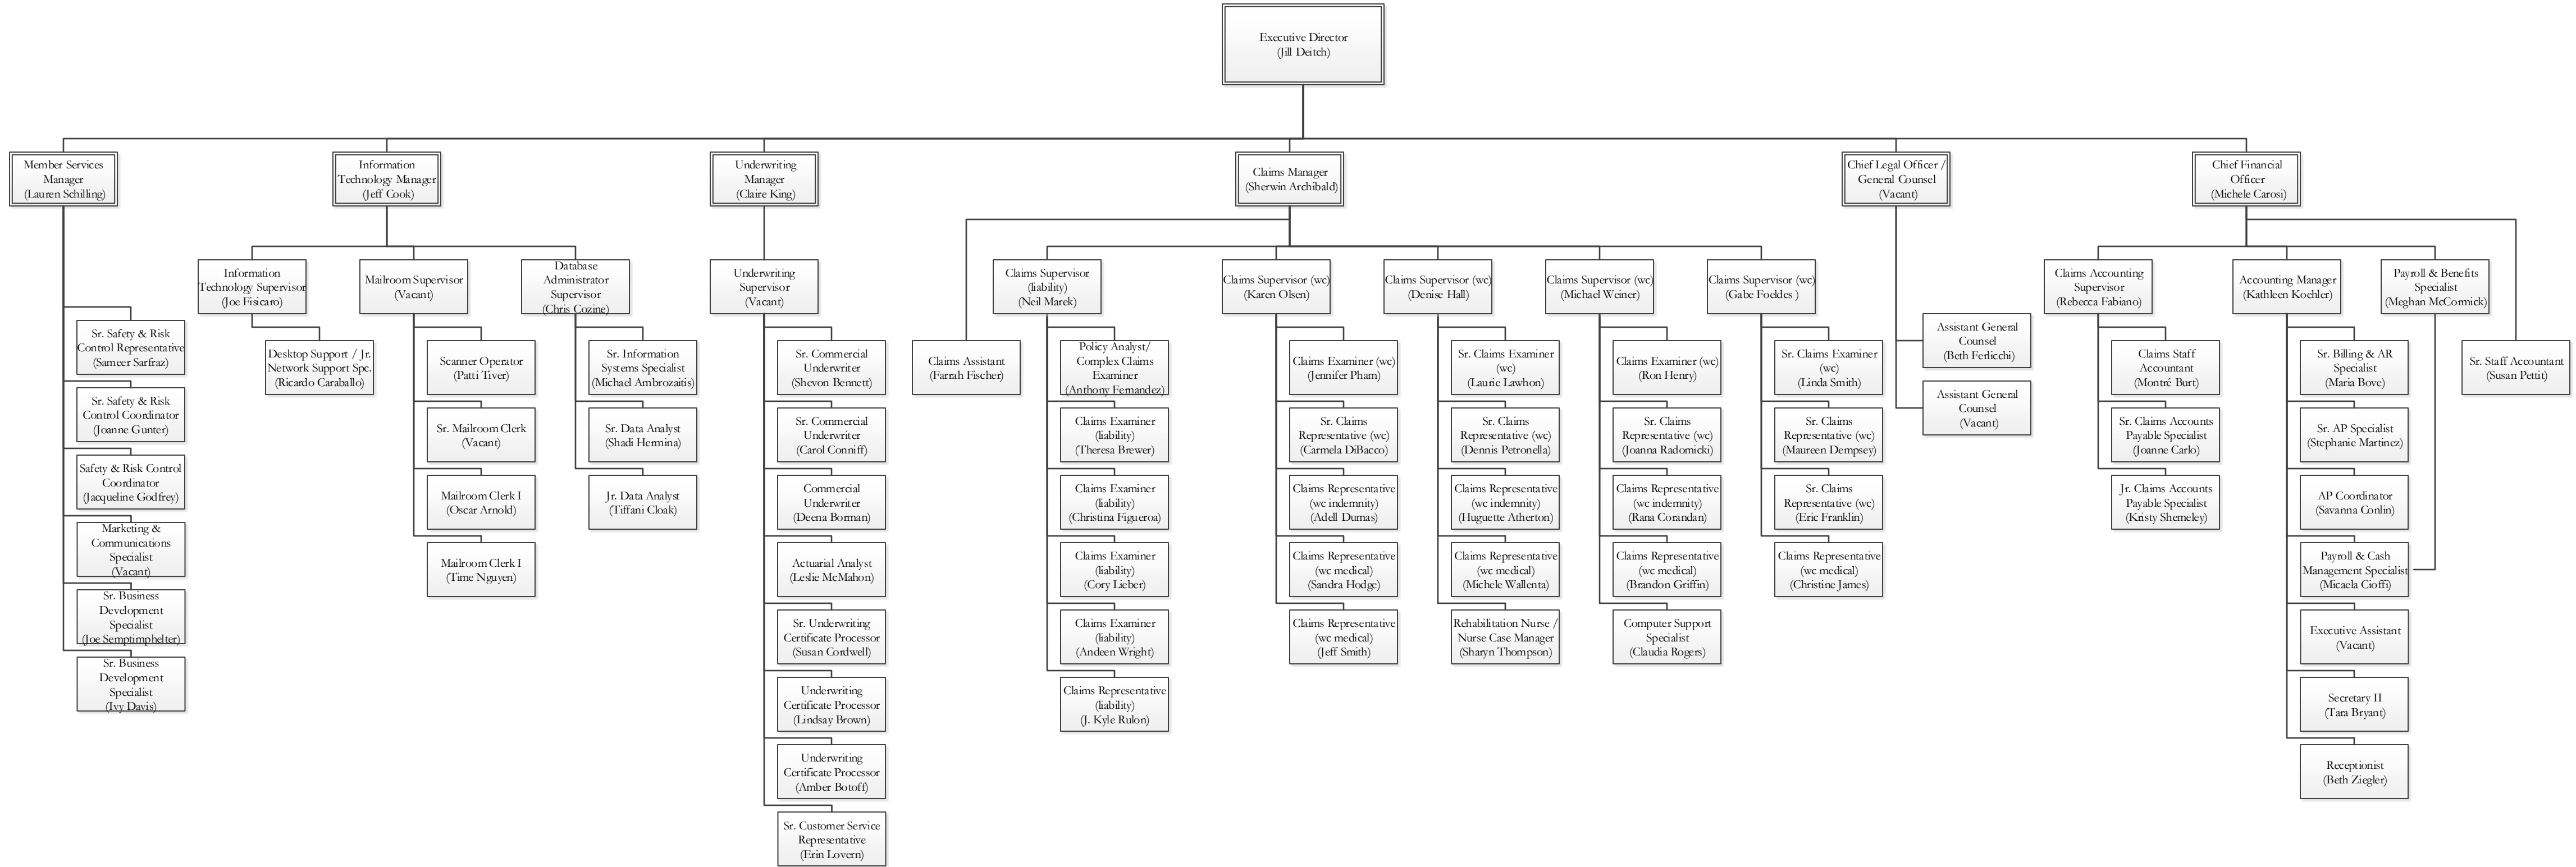 Executive Director
(Jill Deitch)
Member Services
Manager
(Lauren Schilling)
Information
Technology Manager
(Jeff Cook)
Underwriting
Manager
(Claire King)
Claims Manager
(Sherwin Archibald)
Chief Legal Officer /
General Counsel
(Vacant)
Chief Financial
Officer
(Michele Carosi)
Sr. Safety & Risk
Control Representative
(Sameer Sarfraz)
Sr. Safety & Risk
Control Coordinator
(Joanne Gunter)
Safety & Risk Control
Coordinator
(Jacqueline Godfrey)
Marketing &
Communications
Specialist
(Vacant)
Sr. Business
Development
Specialist
(Joe Semptimphelter)
Sr. Business
Development
Specialist
(Ivy Davis)
Information
Technology Supervisor
(Joe Fisicaro)
Desktop Support / Jr.
Network Support Spc.
(Ricardo Caraballo)
Mailroom Supervisor
(Vacant)
Scanner Operator
(Patti Tiver)
Sr. Mailroom Clerk
(Vacant)
Mailroom Clerk I
(Oscar Arnold)
Mailroom Clerk I
(Time Nguyen)
Database
Administrator
Supervisor
(Chris Cozine)
Sr. Information
Systems Specialist
(Michael Ambrozaitis)
Sr. Data Analyst
(Shadi Hermina)
Jr. Data Analyst
(Tiffani Cloak)
Underwriting
Supervisor
(Vacant)
Sr. Commercial
Underwriter
(Shevon Bennett)
Sr. Commercial
Underwriter
(Carol Conniff)
Commercial
Underwriter
(Deena Borman)
Actuarial Analyst
(Leslie McMahon)
Sr. Underwriting
Certificate Processor
(Susan Cordwell)
Underwriting
Certificate Processor
(Lindsay Brown)
Underwriting
Certificate Processor
(Amber Botoff)
Sr. Customer Service
Representative
(Erin Lovern)
Claims Assistant
(Farrah Fischer)
Claims Supervisor
(liability)
(Neil Marek)
Policy Analyst/
Complex Claims
Examiner
(Anthony Fernandez)
Claims Examiner
(liability)
(Theresa Brewer)
Claims Examiner
(liability)
(Christina Figueroa)
Claims Examiner
(liability)
(Cory Lieber)
Claims Examiner
(liability)
(Andeen Wright)
Claims Representative
(liability)
(J. Kyle Rulon)
Claims Supervisor (wc)
(Karen Olsen)
Claims Examiner (wc)
(Jennifer Pham)
Sr. Claims
Representative (wc)
(Carmela DiBacco)
Claims Representative
(wc indemnity)
(Adell Dumas)
Claims Representative
(wc medical)
(Sandra Hodge)
Claims Representative
(wc medical)
(Jeff Smith)
Claims Supervisor (wc)
(Denise Hall)
Sr. Claims Examiner
(wc)
(Laurie Lawhon)
Sr. Claims
Representative (wc)
(Dennis Petronella)
Claims Representative
(wc indemnity)
(Huguette Atherton)
Claims Representative
(wc medical)
(Michele Wallenta)
Rehabilitation Nurse /
Nurse Case Manager
(Sharyn Thompson)
Claims Supervisor (wc)
(Michael Weiner)
Claims Examiner (wc)
(Ron Henry)
Sr. Claims
Representative (wc)
(Joanna Radomicki)
Claims Representative
(wc indemnity)
(Rana Corandan)
Claims Representative
(wc medical)
(Brandon Griffin)
Computer Support
Specialist
(Claudia Rogers)
Claims Supervisor (wc)
(Gabe Foeldes )
Sr. Claims Examiner
(wc)
(Linda Smith)
Sr. Claims
Representative (wc)
(Maureen Dempsey)
Sr. Claims
Representative (wc)
(Eric Franklin)
Claims Representative
(wc medical)
(Christine James)
Assistant General
Counsel
(Beth Ferlicchi)
Assistant General
Counsel
(Vacant)
Claims Accounting
Supervisor
(Rebecca Fabiano)
Claims Staff
Accountant
(Montré Burt)
Sr. Claims Accounts
Payable Specialist
(Joanne Carlo)
Jr. Claims Accounts
Payable Specialist
(Kristy Shemeley)
Accounting Manager
(Kathleen Koehler)
Sr. Billing & AR
Specialist
(Maria Bove)
Sr. AP Specialist
(Stephanie Martinez)
AP Coordinator
(Savanna Conlin)
Payroll & Cash
Management Specialist
(Micaela Cioffi)
Executive Assistant
(Vacant)
Secretary II
(Tara Bryant)
Receptionist
(Beth Ziegler)
Payroll & Benefits
Specialist
(Meghan McCormick)
Sr. Staff Accountant
(Susan Pettit)